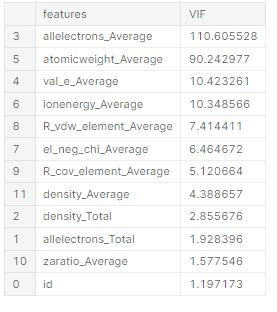 features VIF
3 allelectrons_Average 110.605528
5 atomicweight_Average 90.242977
4 val_e_Average 10.423261
6 ionenergy_Average 10.348566
8 R_vdw_element_Average 7.414411
7 el_neg_chi_Average 6.464672
9 R_cov_element_Average 5.120664
11 density_Average 4.388657
2 density_Total 2.855676
1 allelectrons_Total 1.928396
10 zaratio_Average 1.577546
0 id 1.197173